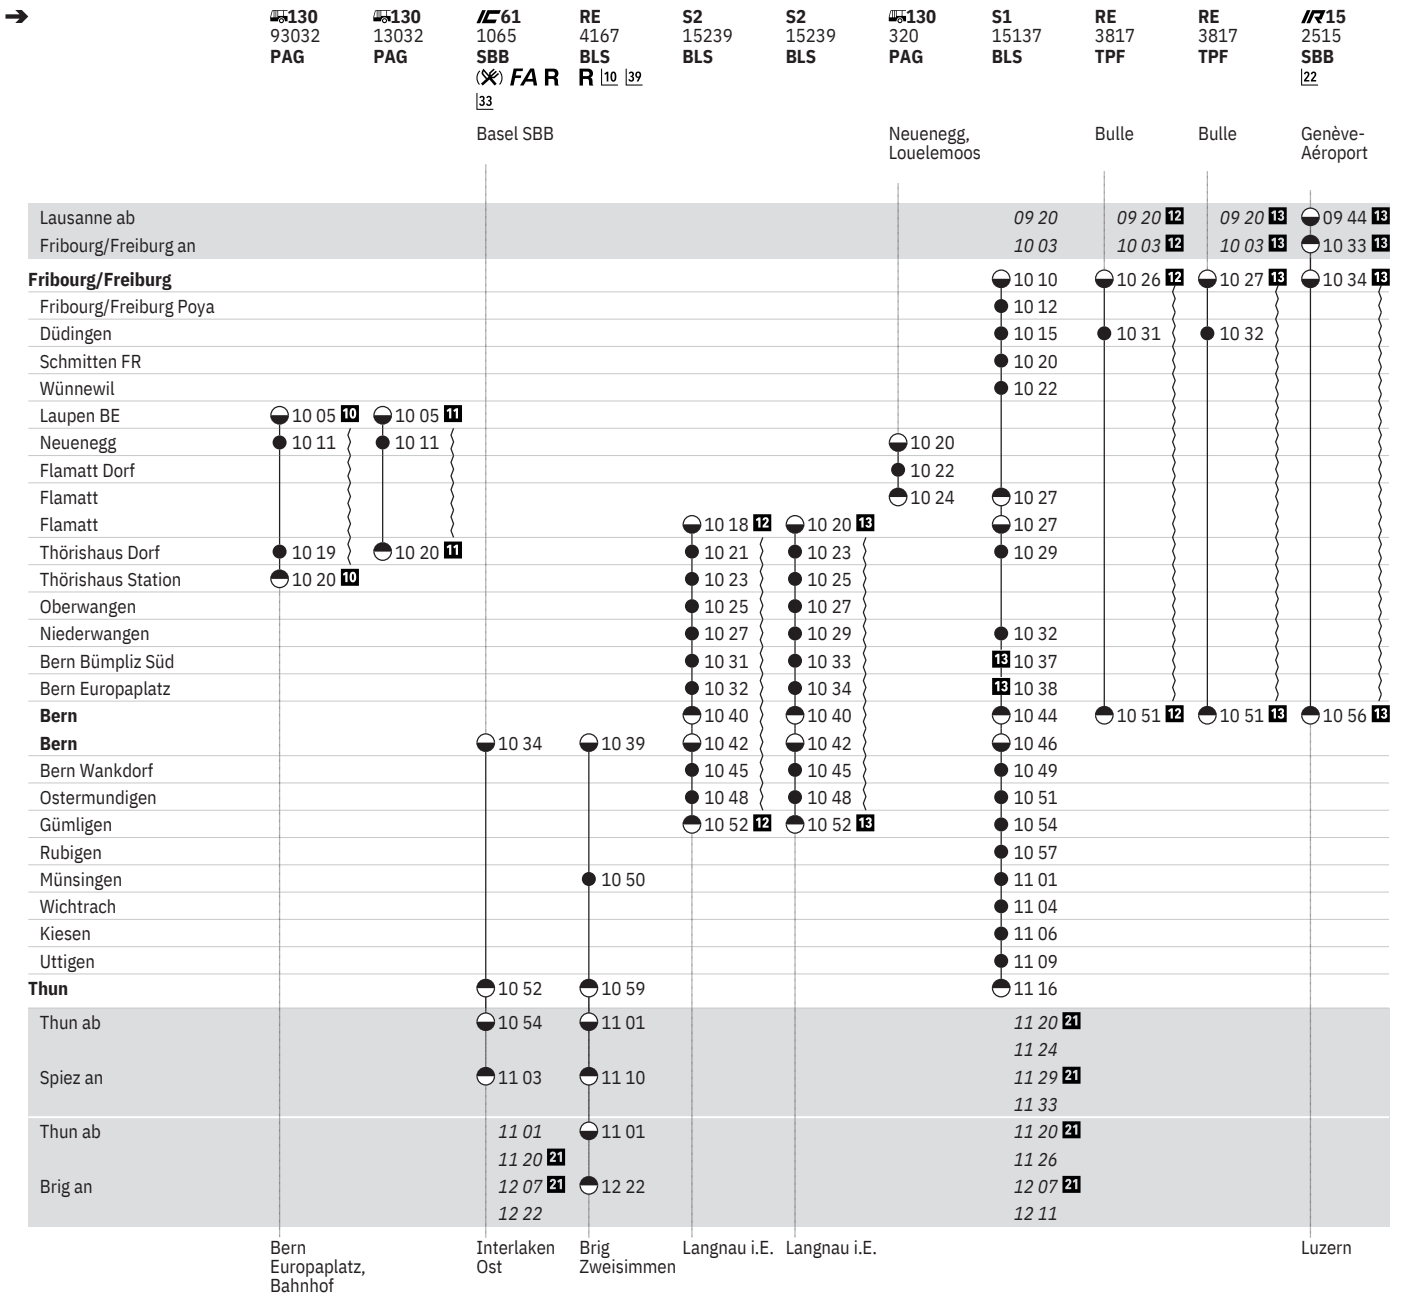 ➔ 130 130 IC61 RE S2 S2 130 S1 RE RE IR15
93032 13032 1065 4167 15239 15239 320 15137 3817 3817 2515
PAG PAG SBB BLS BLS BLS PAG BLS TPF TPF SBB
FA R R 10 39 22
33
Basel SBB Neuenegg, Bulle Bulle Genève-
Louelemoos Aéroport
Lausanne ab 09 20 09 20 12 09 20 13 09 44 13
Fribourg/Freiburg an 10 03 10 03 12 10 03 13 10 33 13
Fribourg/Freiburg 10 10 10 26 12 10 27 13 10 34 13
Fribourg/Freiburg Poya 10 12
Düdingen 10 15 10 31 10 32
Schmitten FR 10 20
Wünnewil 10 22
Laupen BE 10 05 10 10 05 11
Neuenegg 10 11 10 11 10 20
Flamatt Dorf 10 22
Flamatt 10 24 10 27
Flamatt 10 18 12 10 20 13 10 27
Thörishaus Dorf 10 19 10 20 11 10 21 10 23 10 29
Thörishaus Station 10 20 10 10 23 10 25
Oberwangen 10 25 10 27
Niederwangen 10 27 10 29 10 32
Bern Bümpliz Süd 10 31 10 33 13 10 37
Bern Europaplatz 10 32 10 34 13 10 38
Bern 10 40 10 40 10 44 10 51 12 10 51 13 10 56 13
Bern 10 34 10 39 10 42 10 42 10 46
Bern Wankdorf 10 45 10 45 10 49
Ostermundigen 10 48 10 48 10 51
Gümligen 10 52 12 10 52 13 10 54
Rubigen 10 57
Münsingen 10 50 11 01
Wichtrach 11 04
Kiesen 11 06
Uttigen 11 09
Thun 10 52 10 59 11 16
Thun ab 10 54 11 01 11 20 21
11 24
Spiez an 11 03 11 10 11 29 21
11 33
Thun ab 11 01 11 01 11 20 21
11 20 21 11 26
Brig an 12 07 21 12 22 12 07 21
12 22 12 11
Bern Interlaken Brig Langnau i.E. Langnau i.E. Luzern
Europaplatz, Ost Zweisimmen
Bahnhof